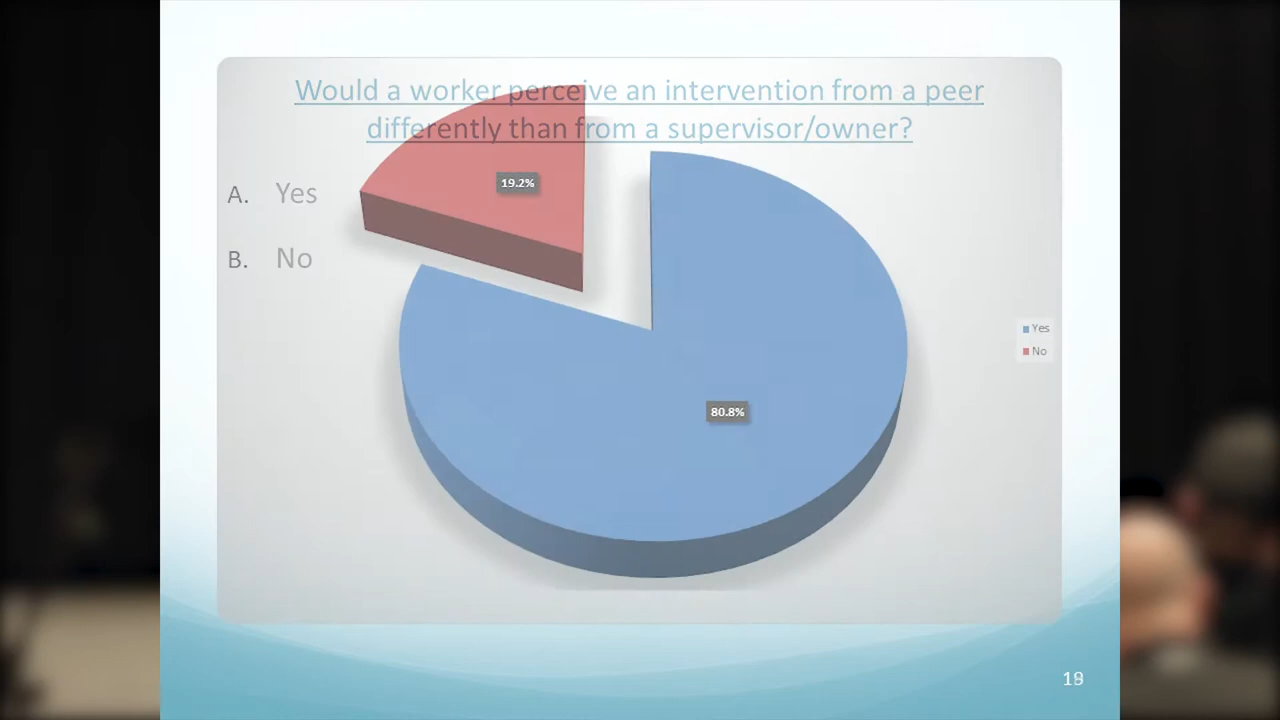 Would a worker perceive an intervention from a peer
differently than from a supervisor/owner?
A. Yes
B. No
19.2%
80.8%
Yes
No